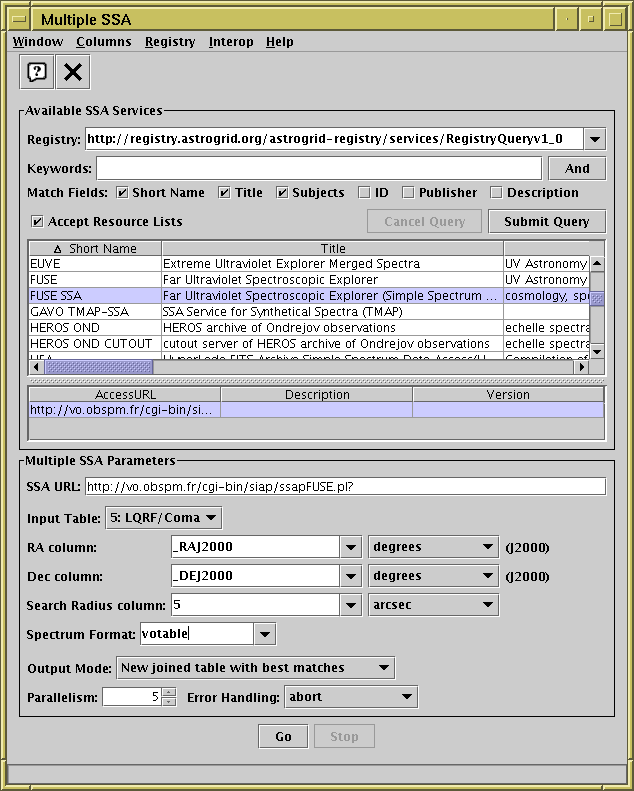 Multiple SSA
Window Columns Registry Interop Help
Available SSA Services
Registry: http://registry.astrogrid.org/astrogrid-registry/services/RegistryQueryv1_0
Keywords: And
Match Fields: Short Name Title Subjects ID Publisher Description
Accept Resource Lists Cancel Query Submit Query
Short Name Title
EUVE Extreme Ultraviolet Explorer Merged Spectra UV Astronomy
FUSE Far Ultraviolet Spectroscopic Explorer UV Astronomy
FUSE SSA Far Ultraviolet Spectroscopic Explorer (Simple Spectrum ... cosmology, spe
GAVO TMAP-SSA SSA Service for Synthetical Spectra (TMAP)
HEROS OND HEROS archive of Ondrejov observations echelle spectra
HEROS OND CUTOUT cutout server of HEROS archive of Ondrejov observations echelle spectra
AccessURL Description Version
http://vo.obspm.fr/cgi-bin/si...
Multiple SSA Parameters
SSA URL: http://vo.obspm.fr/cgi-bin/siap/ssapFUSE.pl?
Input Table: 5: LQRF/Coma
RA column: _RAJ2000 degrees (J2000)
Dec column: _DEJ2000 degrees (J2000)
Search Radius column: 5 arcsec
Spectrum Format: votable
Output Mode: New joined table with best matches
Parallelism: 5 Error Handling: abort
Go Stop